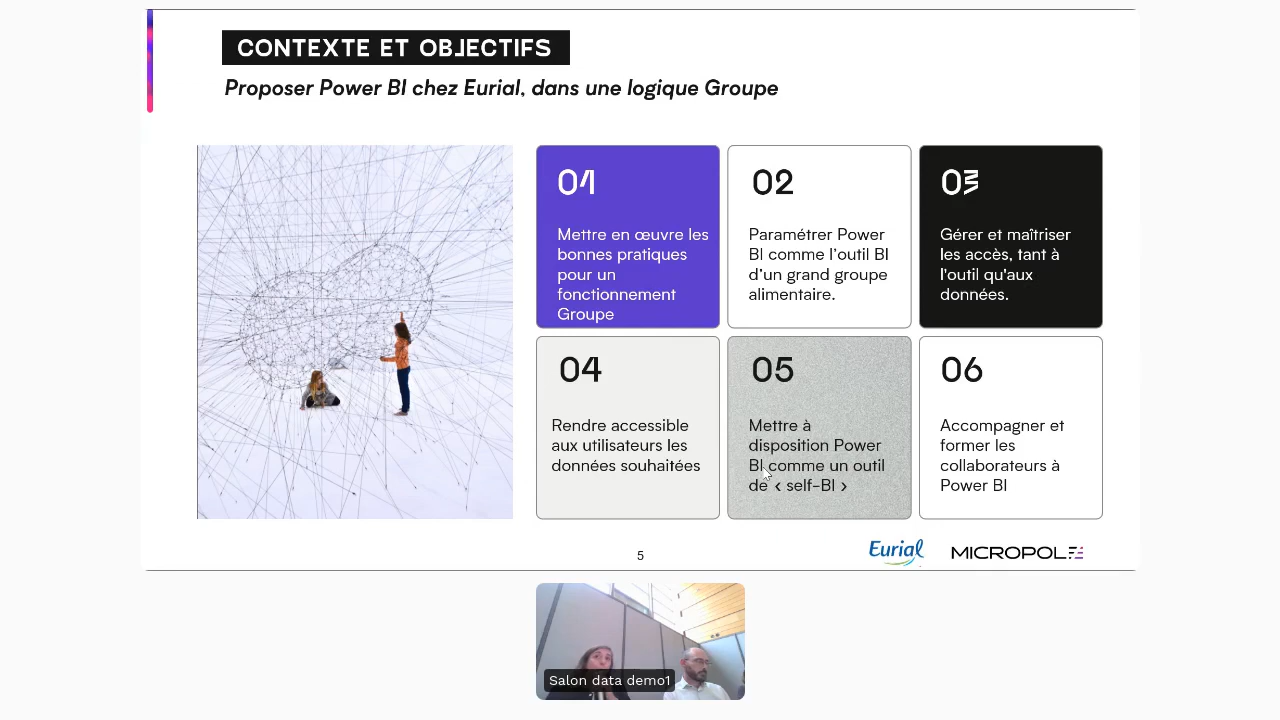 CONTEXTE ET OBJECTIFS
Proposer Power BI chez Eurial, dans une logique Groupe
01
Mettre en œuvre les
bonnes pratiques
pour un
fonctionnement
Groupe
02
Paramétrer Power
BI comme l'outil BI
d'un grand groupe
alimentaire.
03
Gérer et maîtriser
les accès, tant à
l'outil qu'aux
données.
04
Rendre accessible
aux utilisateurs les
données souhaitées
05
Mettre à
disposition Power
BI comme un outil
de ‹ self-BI ›
06
Accompagner et
former les
collaborateurs à
Power BI
5
Eurial
MICROPOLE
Salon data demo1